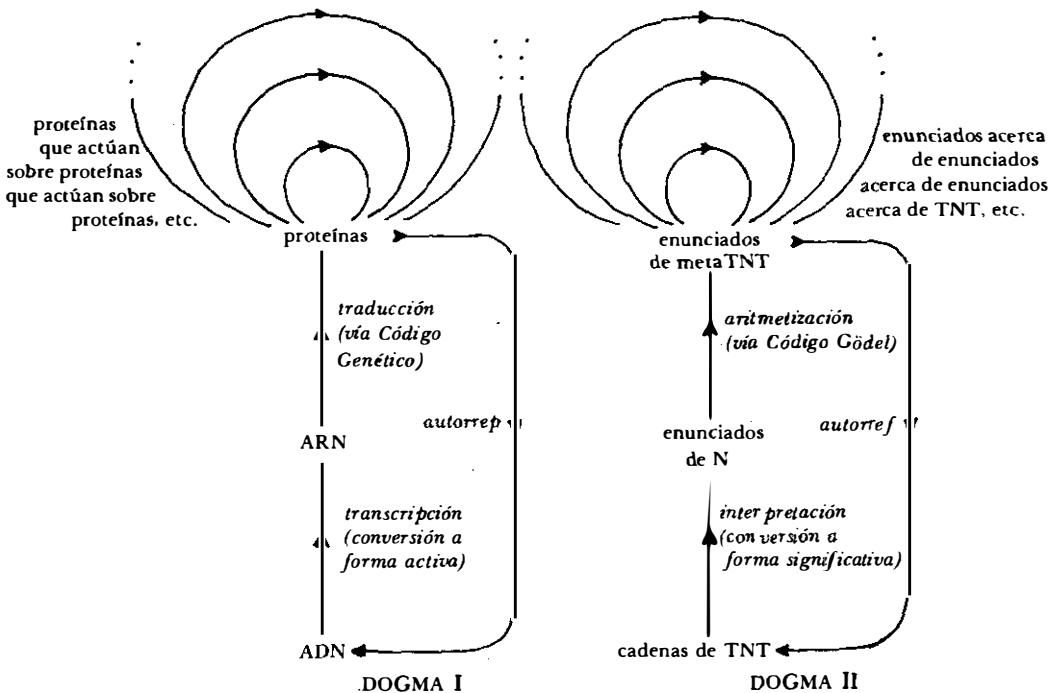 proteínas
que actúan
sobre proteínas
que actúan sobre
proteínas, etc.
enunciados acerca
de enunciados
acerca de enunciados
acerca de TNT, etc.
proteínas
enunciados
de metaTNT
traducción
(vía Código
Genético)
aritmetización
(vía Código Gödel)
autorrep
ARN
enunciados
de N
autorref
transcripción
(conversión a
forma activa)
interpretación
(conversión a
forma significativa)
ADN
cadenas de TNT
DOGMA I
DOGMA II